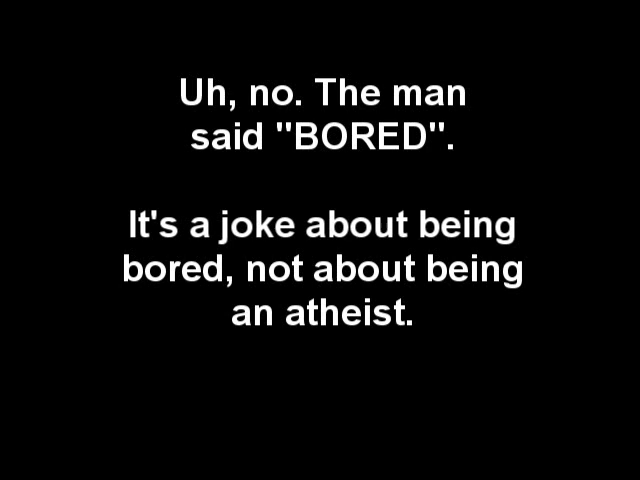 Uh, no. The man
said "BORED".
It's a joke about being
bored, not about being
an atheist.